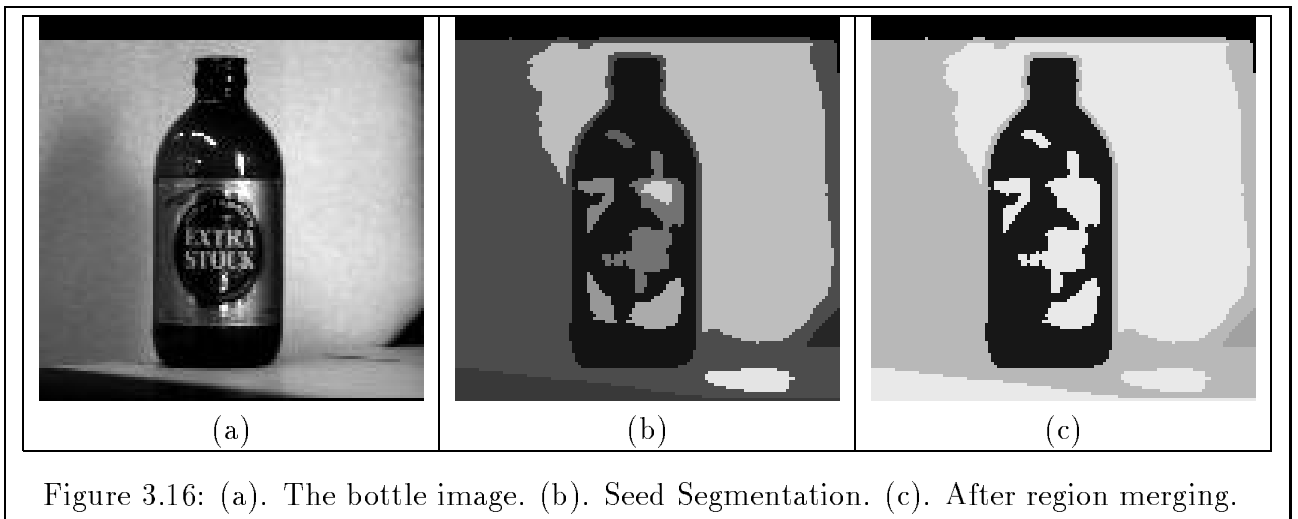 EXTRA
STOCK
(a)
(b)
(c)
Figure 3.16: (a). The bottle image. (b). Seed Segmentation. (c). After region merging.